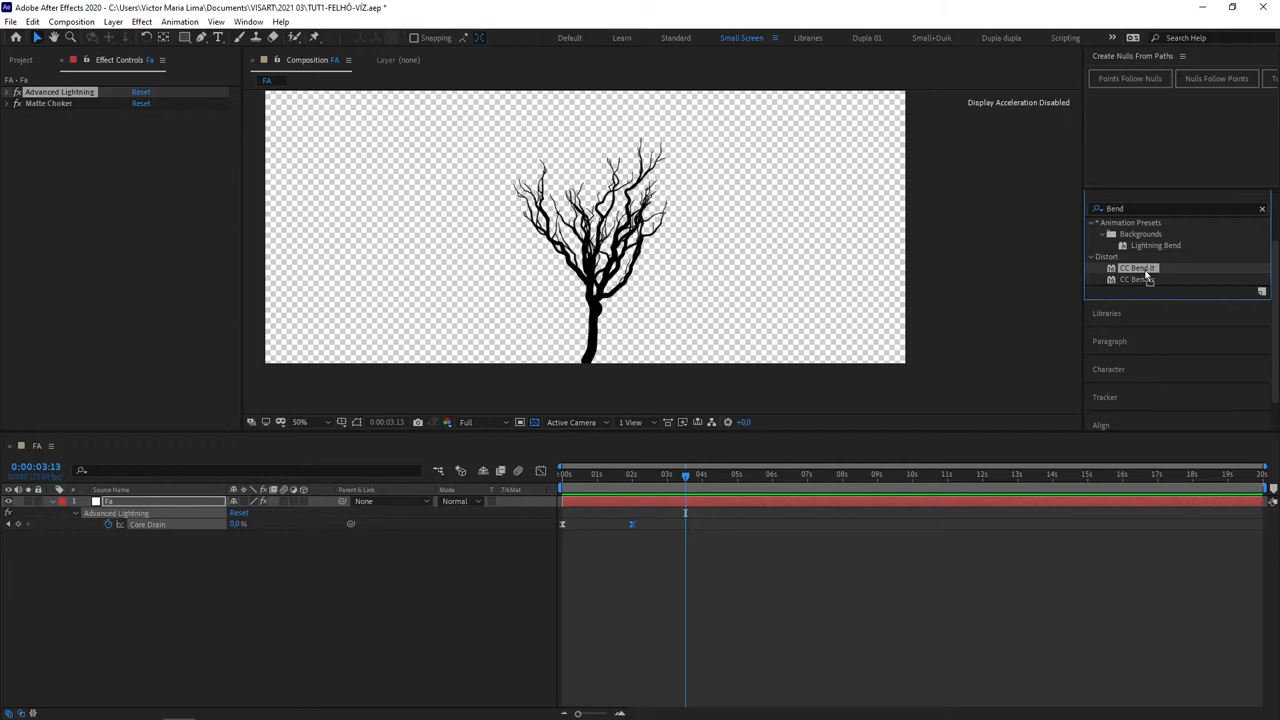 Adobe After Effects 2020 - C:\Users\Victor Maria Lima\Documents\VISART\2021 03\TUT1-FELHŐ-VÍZ.aep *
File Edit Composition Layer Effect Animation View Window Help
Snapping Default Learn Standard Small Screen Libraries Dupla 01 Small+Duik Dupla dupla Scripting Search Help
Project Effect Controls Fa Composition FA Layer (none) Create Nulls From Paths
FA • Fa FA Points Follow Nulls Nulls Follow Points
Advanced Lightning Reset
Matte Choker Reset
Display Acceleration Disabled
Bend
* Animation Presets
Backgrounds
Lightning Bend
Distort
CC Bend It
CC Bender
Libraries
Paragraph
Character
Tracker
Align
50% 0:00:03:13 Full Active Camera 1 View +0,0
FA
0:00:03:13
# Source Name Parent & Link Mode T TrkMat
:00s 01s 02s 03s 04s 05s 06s 07s 08s 09s 10s 11s 12s 13s 14s 15s 16s 17s 18s 19s 20s
1 Fa None Normal
Advanced Lightning Reset
Core Drain 0,0 %